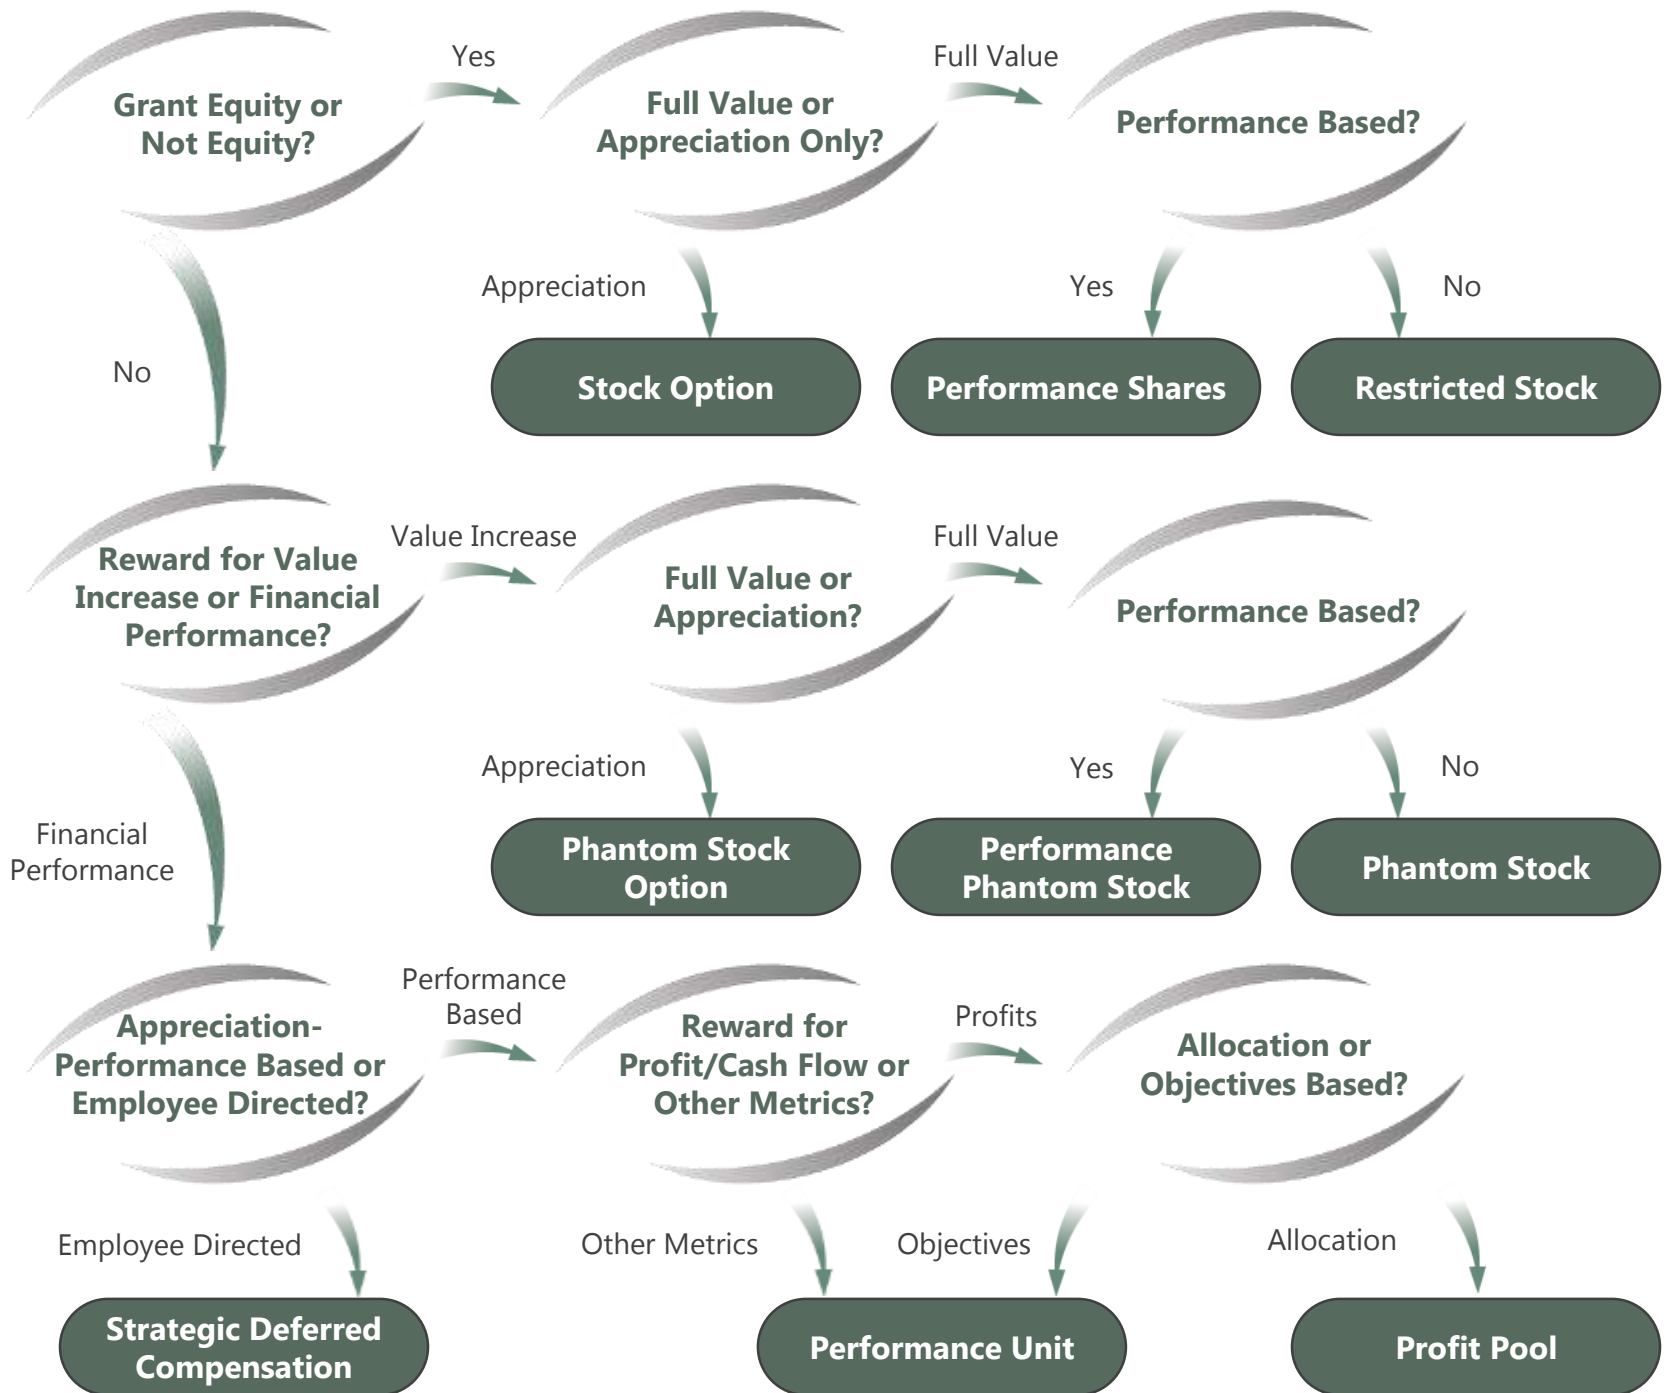 Yes
Full Value
Grant Equity or
Not Equity?
Full Value or
Appreciation Only?
Performance Based?
Appreciation
Yes
No
No
Stock Option
Performance Shares
Restricted Stock
Value Increase
Full Value
Reward for Value
Increase or Financial
Performance?
Full Value or
Appreciation?
Performance Based?
Appreciation
Yes
No
Financial
Performance
Phantom Stock
Option
Performance
Phantom Stock
Phantom Stock
Performance
Based
Profits
Appreciation-
Performance Based or
Employee Directed?
Reward for
Profit/Cash Flow or
Other Metrics?
Allocation or
Objectives Based?
Employee Directed
Other Metrics
Objectives
Allocation
Strategic Deferred
Compensation
Performance Unit
Profit Pool